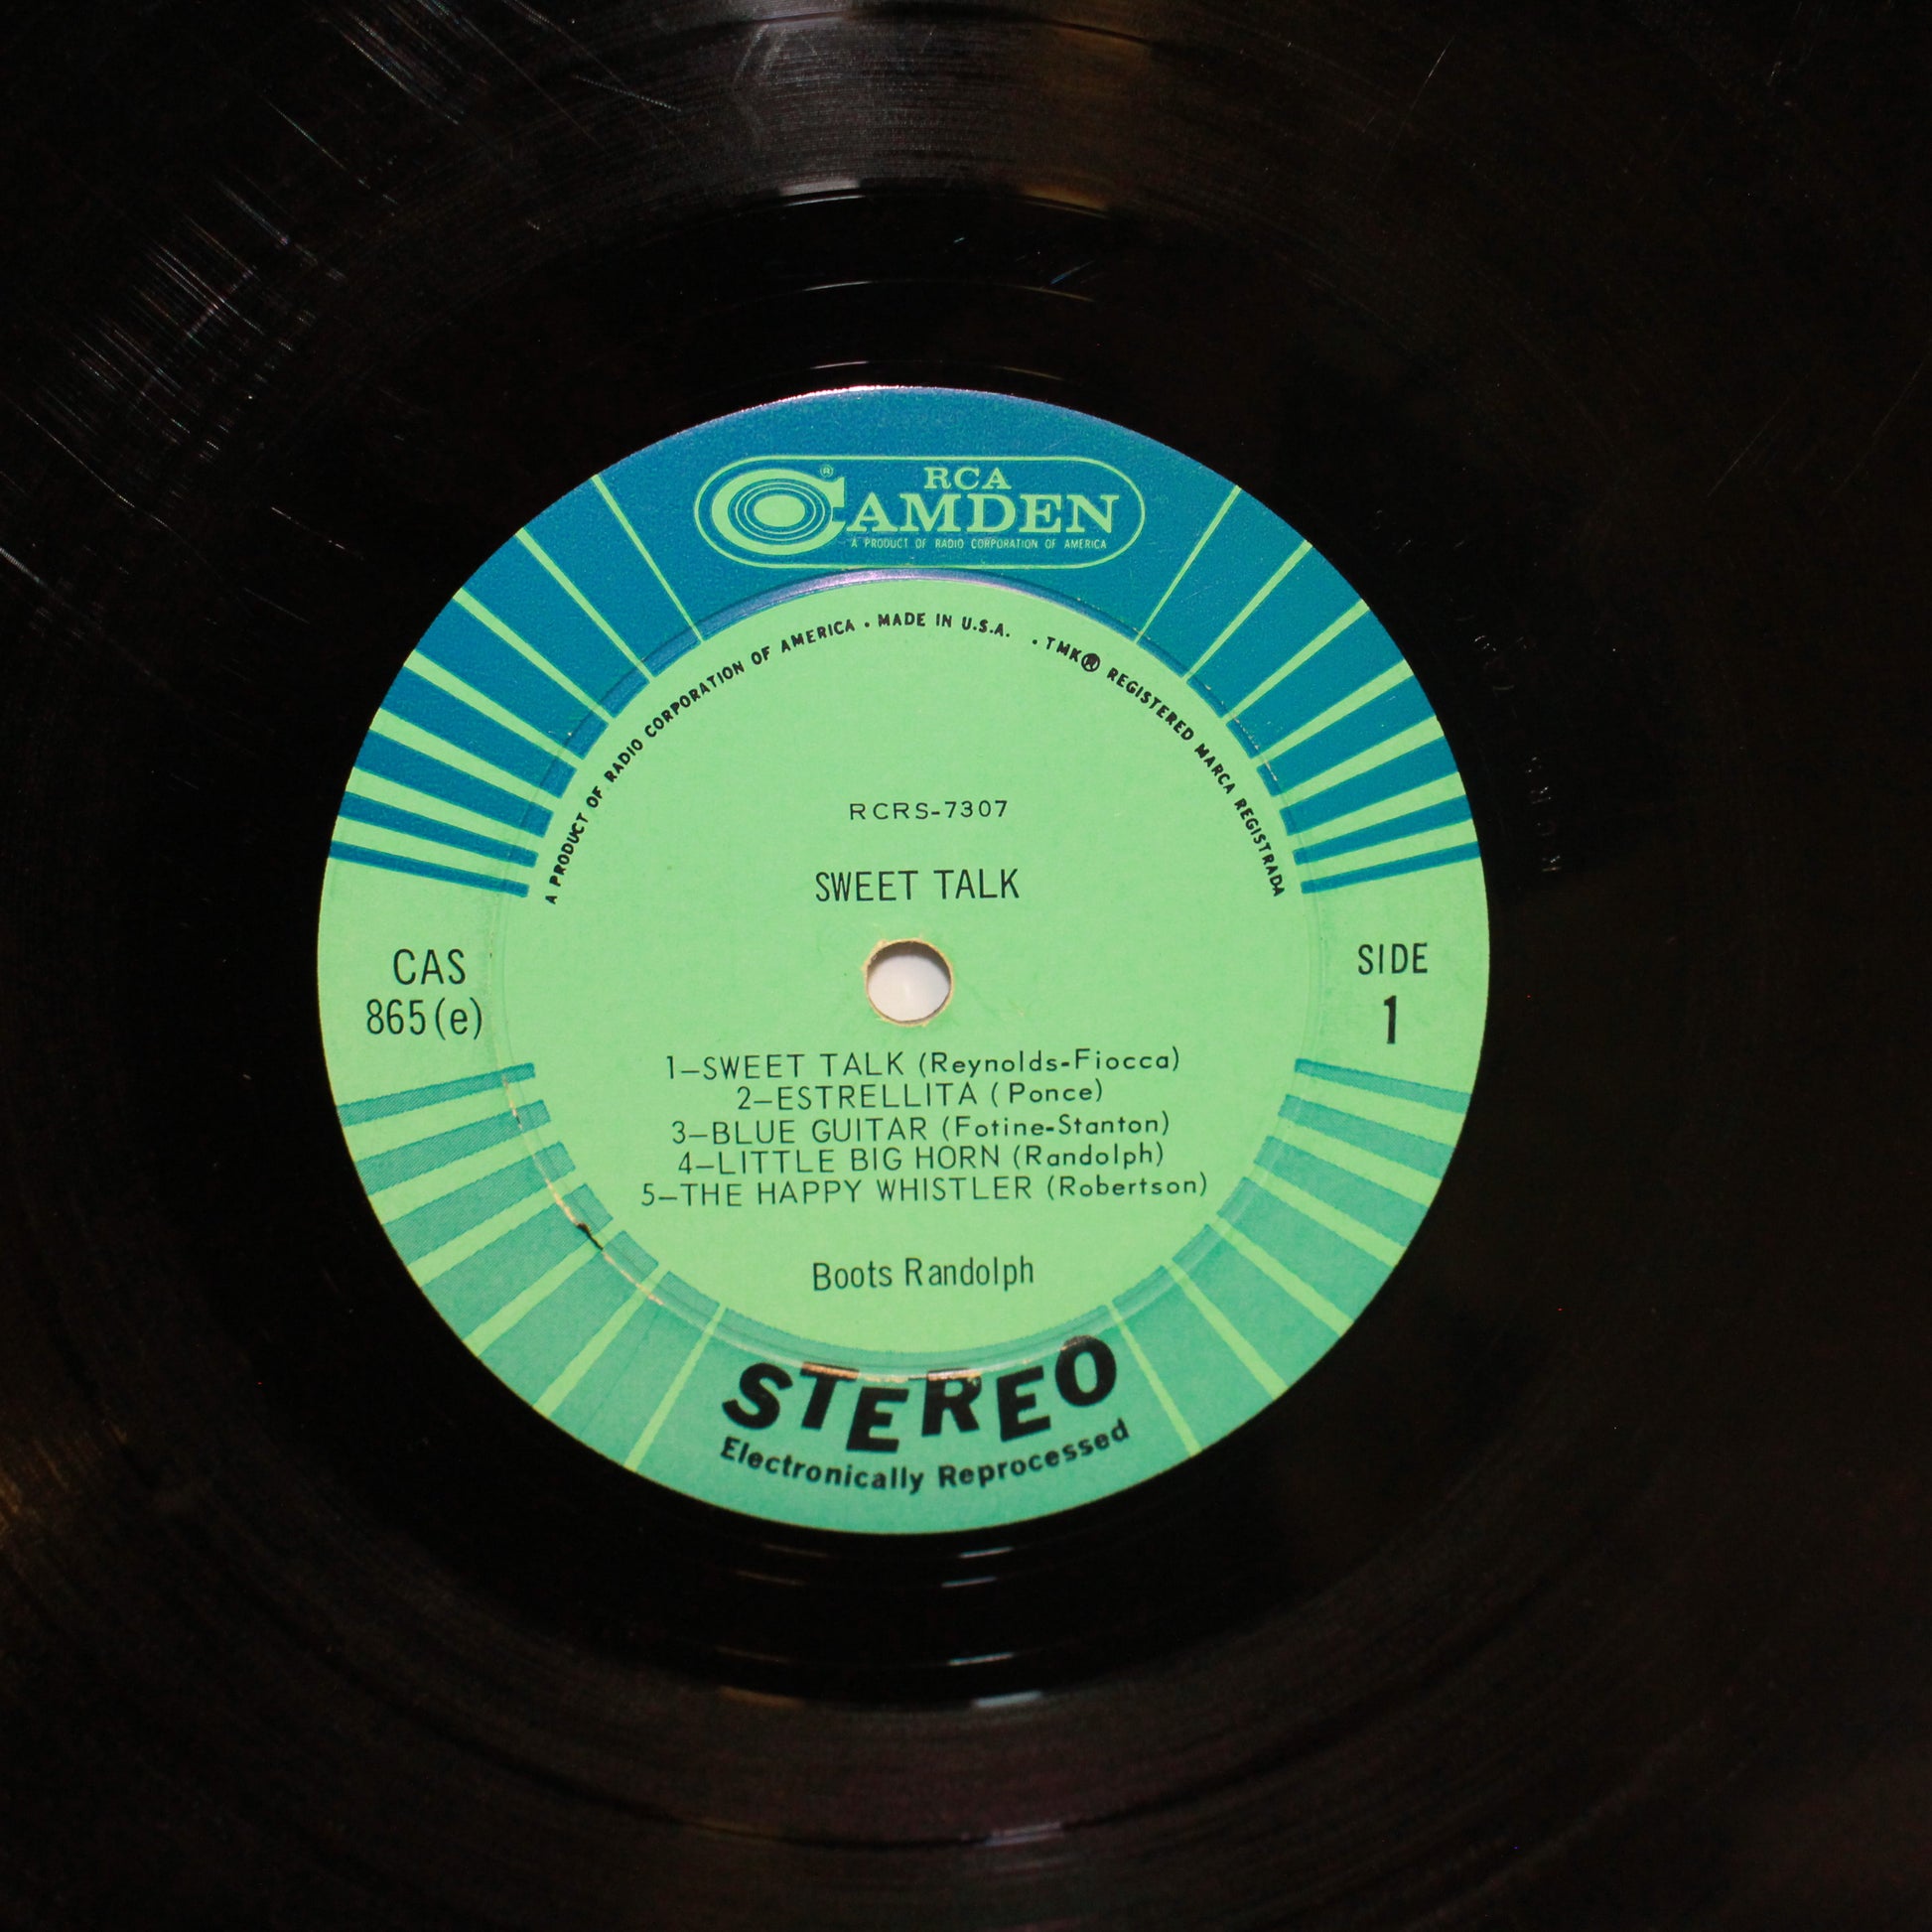 RCA
CAMDEN
®
A PRODUCT OF RADIO CORPORATION OF AMERICA
A PRODUCT OF RADIO CORPORATION OF AMERICA • MADE IN U.S.A. • TMK® REGISTERED MARCA REGISTRADA
RCRS-7307
SWEET TALK
CAS
865(e)
SIDE
1
1—SWEET TALK (Reynolds-Fiocca)
2—ESTRELLITA (Ponce)
3—BLUE GUITAR (Fotine-Stanton)
4—LITTLE BIG HORN (Randolph)
5—THE HAPPY WHISTLER (Robertson)
Boots Randolph
STEREO
Electronically Reprocessed